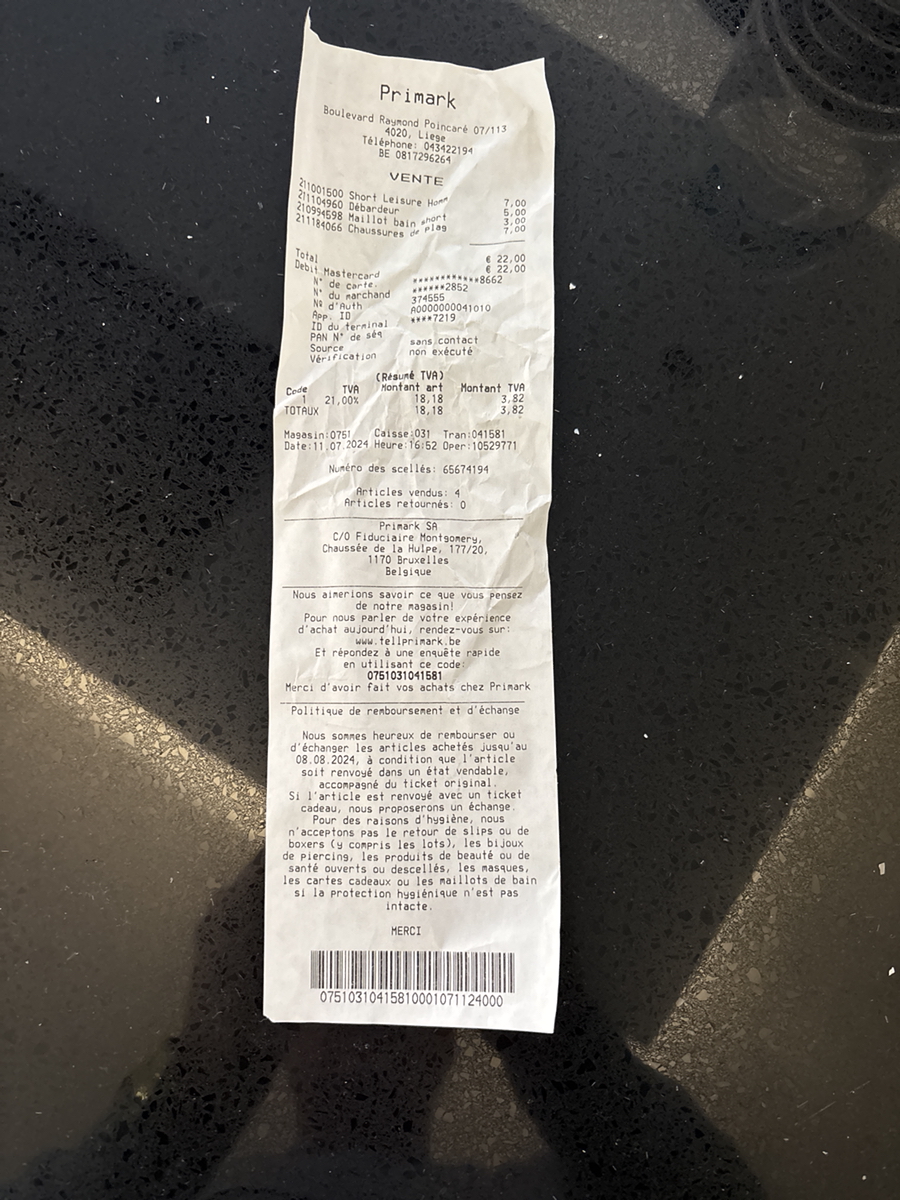 Primark
Boulevard Raymond Poincaré 07/113
4020, Liege
Téléphone: 043422194
BE 0817296264
VENTE
211001500 Short Leisure Homm 7,00
211104960 Débardeur 5,00
210994598 Maillot bain short 3,00
211184066 Chaussures de plag 7,00
Total € 22,00
Debit Mastercard € 22,00
N° de carte. ************8662
N° du marchand ******2852
Nº d'Auth 374555
App. ID A0000000041010
ID du terminal ****7219
PAN N° de séq
Source sans contact
Vérification non exécuté
(Résumé TVA)
Code TVA Montant art Montant TVA
1 21,00% 18,18 3,82
TOTAUX 18,18 3,82
Magasin:0751 Caisse:031 Tran:041581
Date:11.07.2024 Heure:16:52 Oper:10529771
Numéro des scellés: 65674194
Articles vendus: 4
Articles retournés: 0
Primark SA
C/O Fiduciaire Montgomery,
Chaussée de la Hulpe, 177/20,
1170 Bruxelles
Belgique
Nous aimerions savoir ce que vous pensez
de notre magasin!
Pour nous parler de votre expérience
d'achat aujourd'hui, rendez-vous sur:
www.tellprimark.be
Et répondez à une enquête rapide
en utilisant ce code:
0751031041581
Merci d'avoir fait vos achats chez Primark
Politique de remboursement et d'échange
Nous sommes heureux de rembourser ou
d'échanger les articles achetés jusqu'au
08.08.2024, à condition que l'article
soit renvoyé dans un état vendable,
accompagné du ticket original.
Si l'article est renvoyé avec un ticket
cadeau, nous proposerons un échange.
Pour des raisons d'hygiène, nous
n'acceptons pas le retour de slips ou de
boxers (y compris les lots), les bijoux
de piercing, les produits de beauté ou de
santé ouverts ou descellés, les masques,
les cartes cadeaux ou les maillots de bain
si la protection hygiénique n'est pas
intacte.
MERCI
07510310415810001071124000